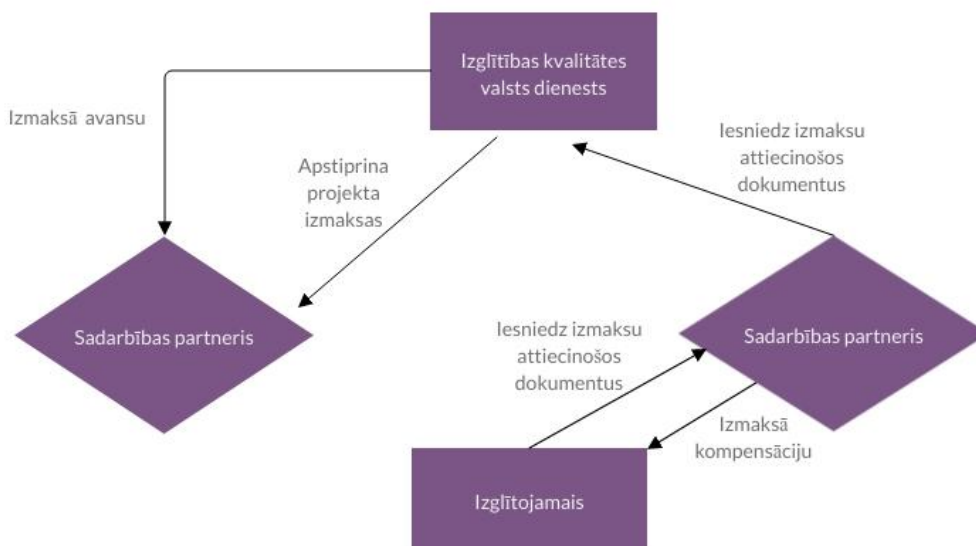 Izglītības kvalitātes
valsts dienests
Izmaksā avansu
Iesniedz izmaksu
attiecinošos
dokumentus
Apstiprina
projekta
izmaksas
Sadarbības partneris
Iesniedz izmaksu
attiecinošos
dokumentus
Sadarbības partneris
Izmaksā
kompensāciju
Izglītojamais